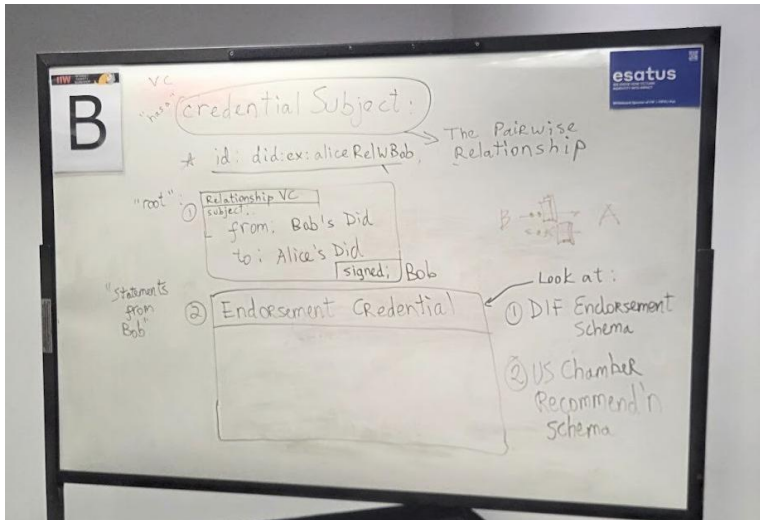 B
esatus
VC
credential Subject:
* id: did:ex:aliceRelWBob
The Pairwise
Relationship
"root":
① Relationship VC
subject:
from: Bob's Did
to: Alice's Did
signed: Bob
B A
"Statements
from
Bob"
② Endorsement Credential
Look at:
① DIF Endorsement
Schema
② US Chamber
Recommend'n
Schema